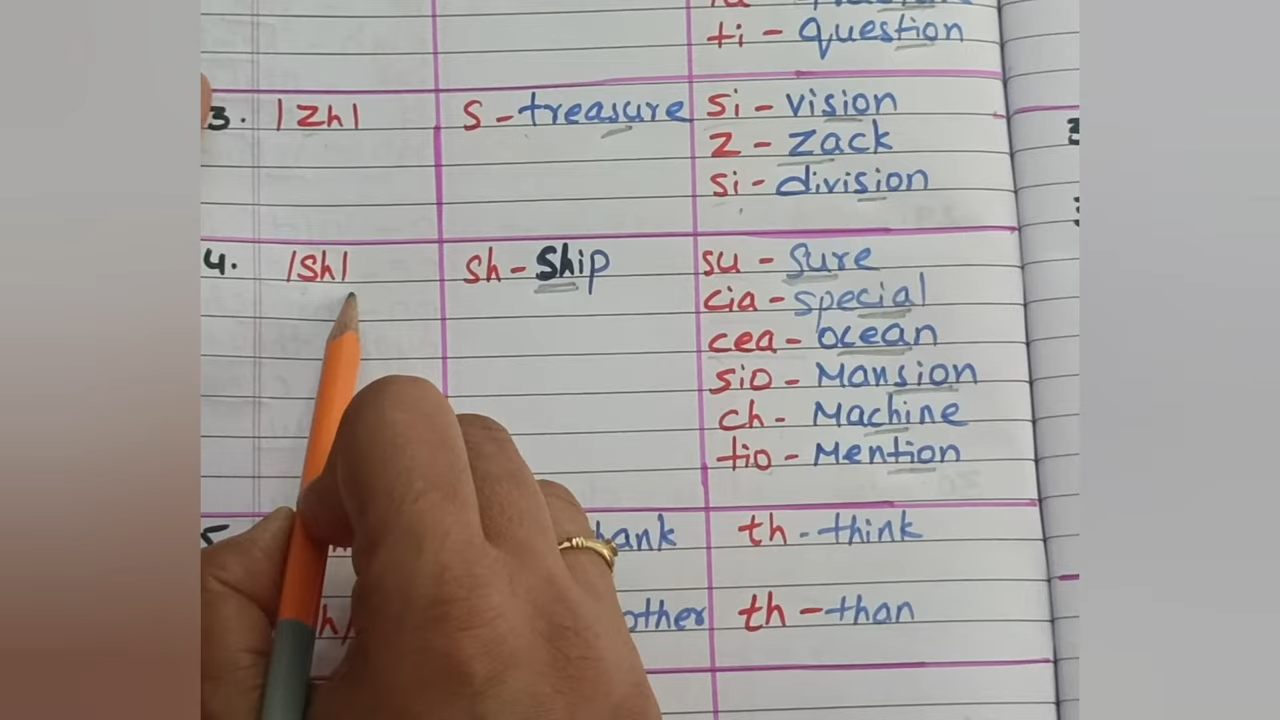 ti - question
3. |Zh| s - treasure si - vision
z - zack
si - division
4. |Sh| sh - Ship su - sure
cia - special
cea - ocean
sio - Mansion
ch - Machine
tio - Mention
5. th - think
th - than